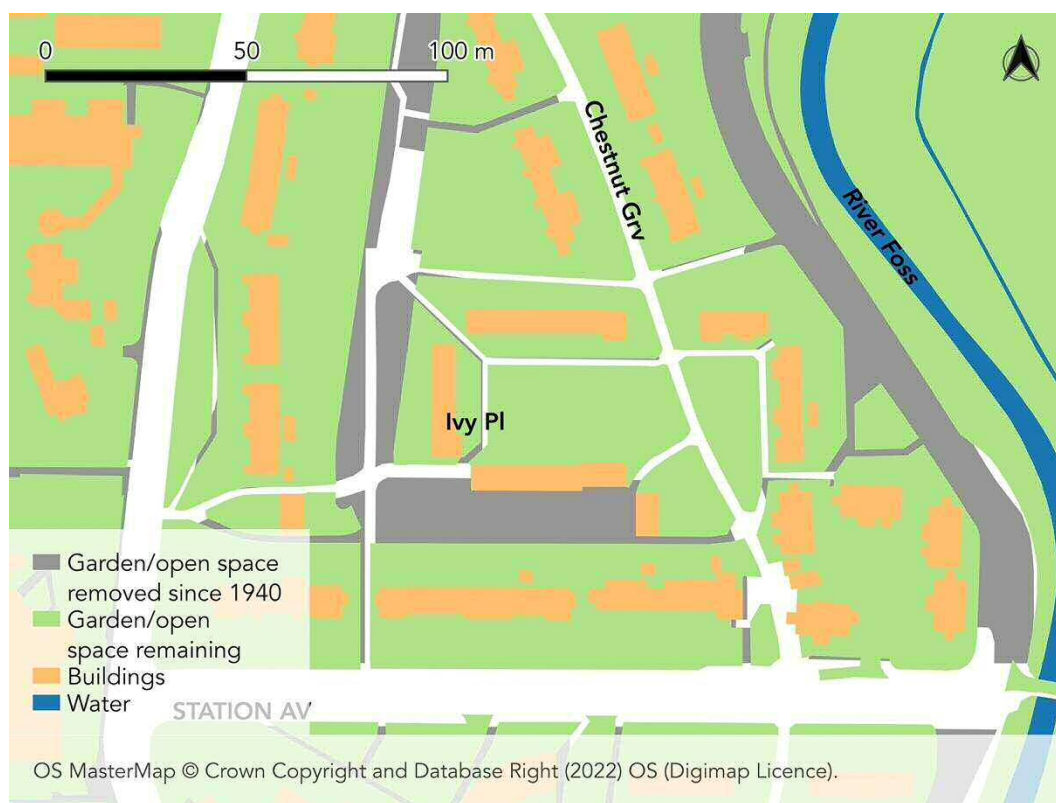 0 50 100 m
Chestnut Grv
River Foss
Ivy Pl
Garden/open space
removed since 1940
Garden/open
space remaining
Buildings
Water
STATION AV
OS MasterMap © Crown Copyright and Database Right (2022) OS (Digimap Licence).